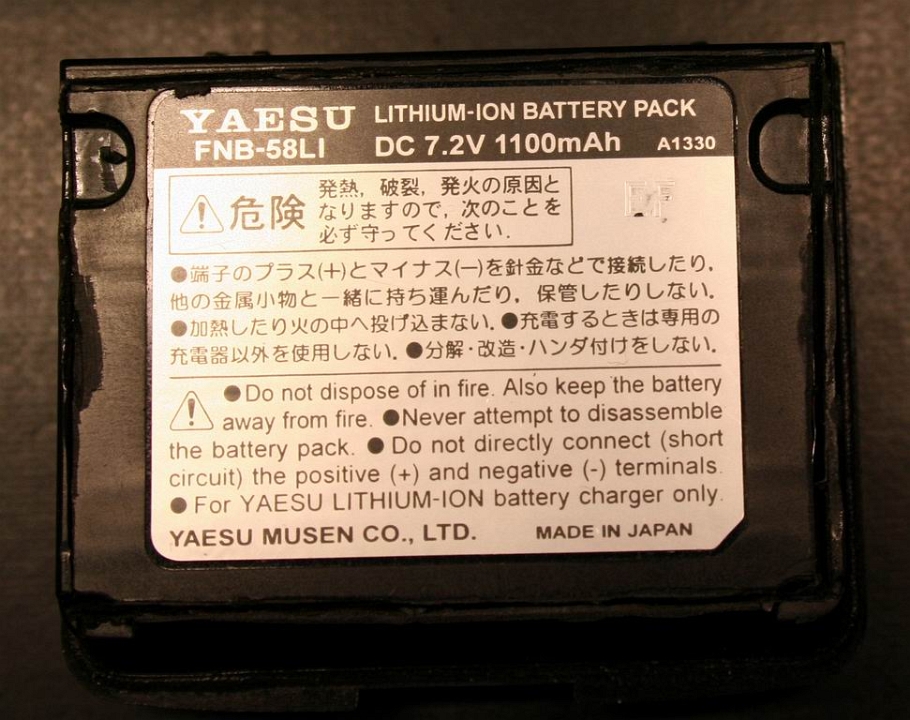 YAESU LITHIUM-ION BATTERY PACK
FNB-58LI DC 7.2V 1100mAh A1330
危険
発熱，破裂，発火の原因と
なりますので，次のことを
必ず守ってください．
●端子のプラス(+)とマイナス(−)を針金などで接続したり，
他の金属小物と一緒に持ち運んだり，保管したりしない．
●加熱したり火の中へ投げ込まない．●充電するときは専用の
充電器以外を使用しない．●分解・改造・ハンダ付けをしない．
●Do not dispose of in fire. Also keep the battery
away from fire. ●Never attempt to disassemble
the battery pack. ● Do not directly connect (short
circuit) the positive (+) and negative (-) terminals.
● For YAESU LITHIUM-ION battery charger only.
YAESU MUSEN CO., LTD. MADE IN JAPAN